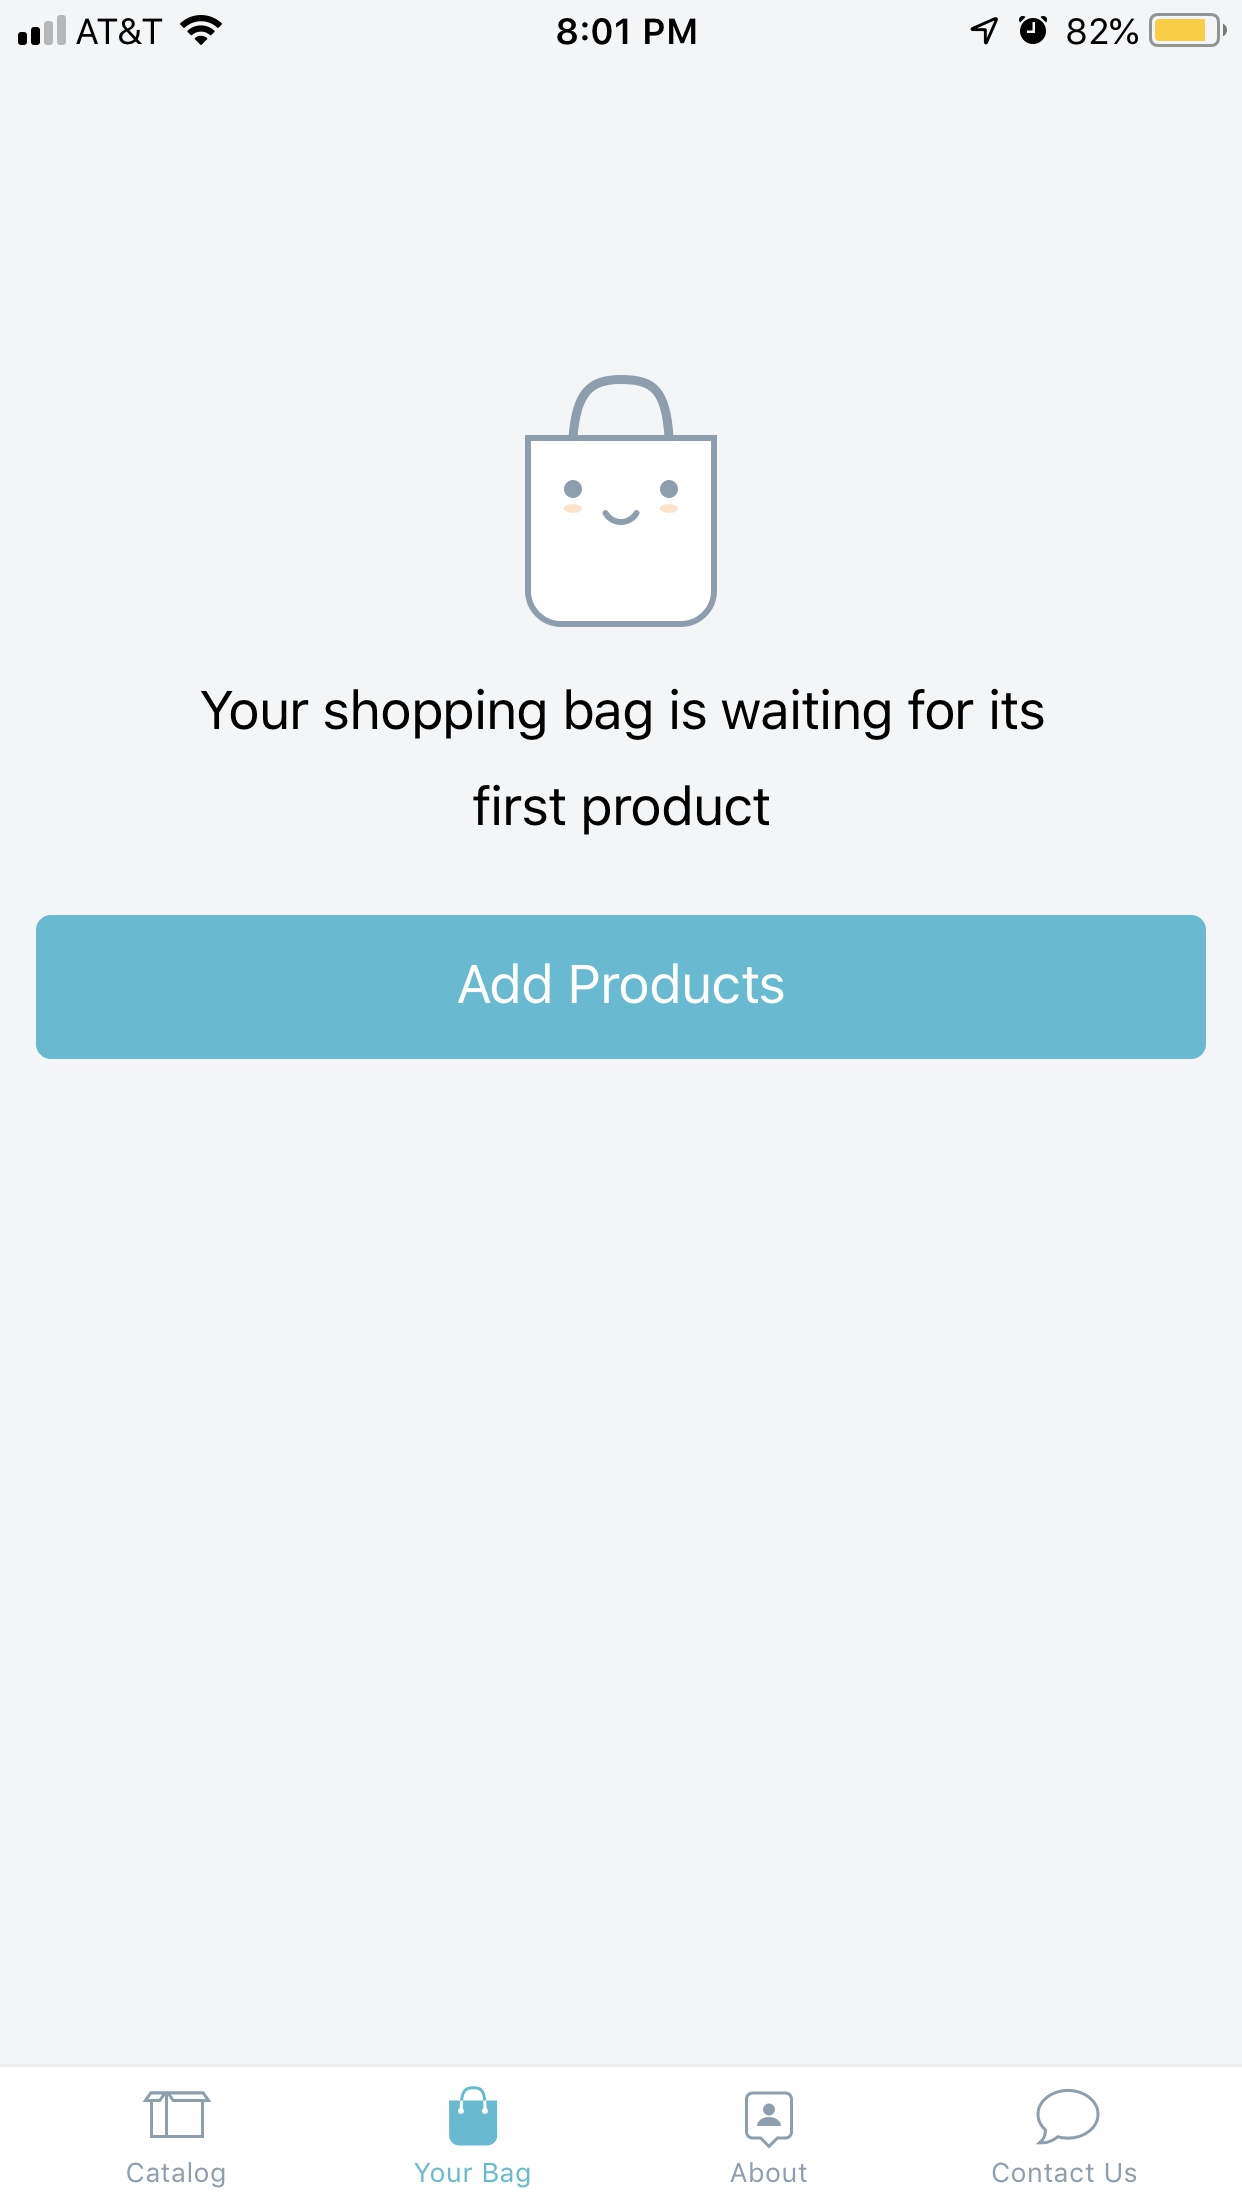 AT&T 8:01 PM 82%
Your shopping bag is waiting for its
first product
Add Products
Catalog Your Bag About Contact Us